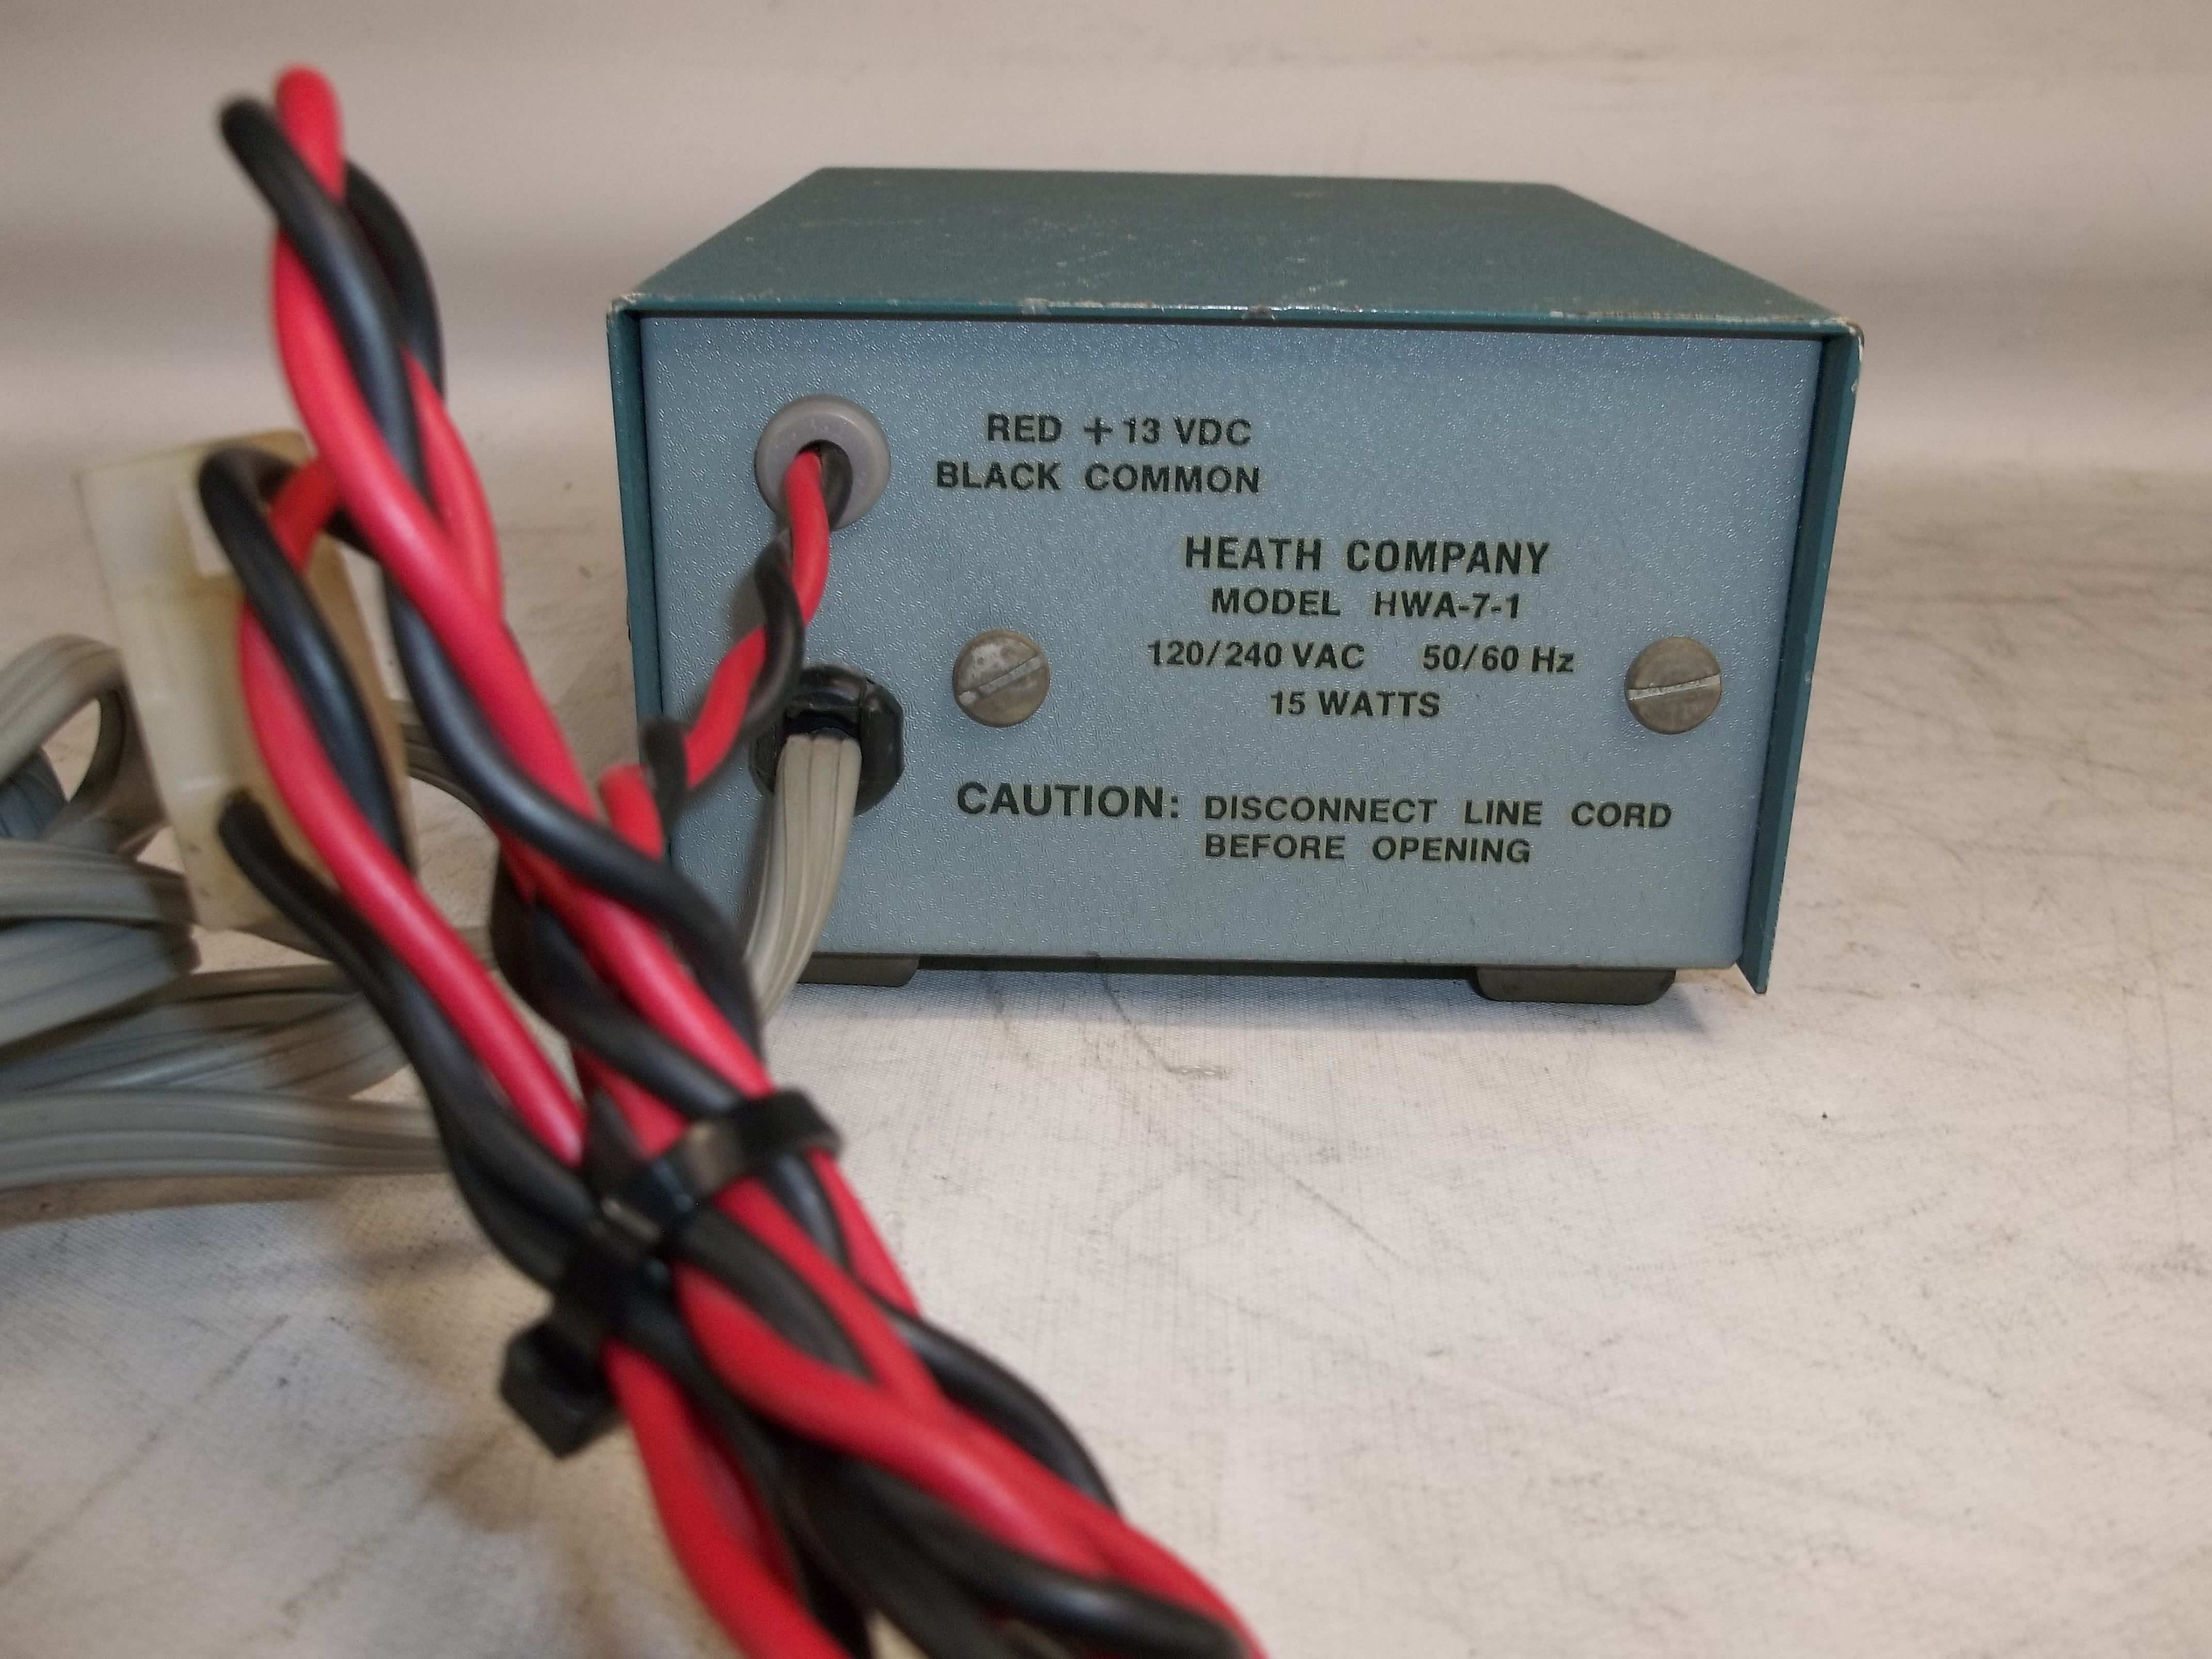 RED +13 VDC
BLACK COMMON
HEATH COMPANY
MODEL HWA-7-1
120/240 VAC 50/60 Hz
15 WATTS
CAUTION: DISCONNECT LINE CORD
BEFORE OPENING